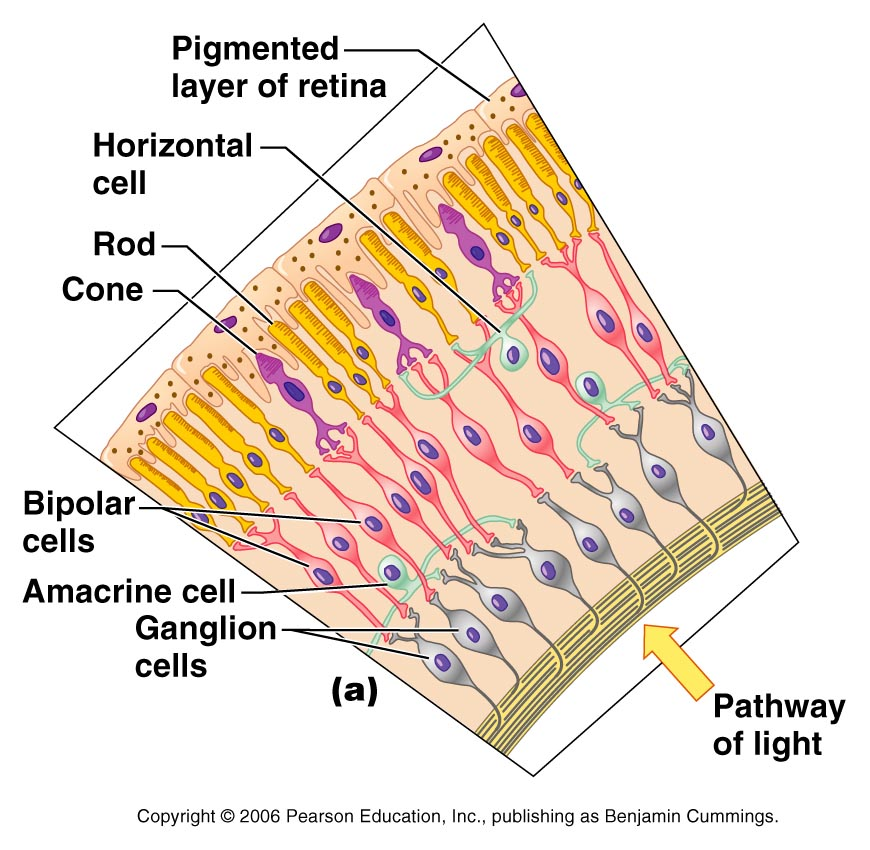 Pigmented
layer of retina
Horizontal
cell
Rod
Cone
Bipolar
cells
Amacrine cell
Ganglion
cells
(a)
Pathway
of light
Copyright © 2006 Pearson Education, Inc., publishing as Benjamin Cummings.